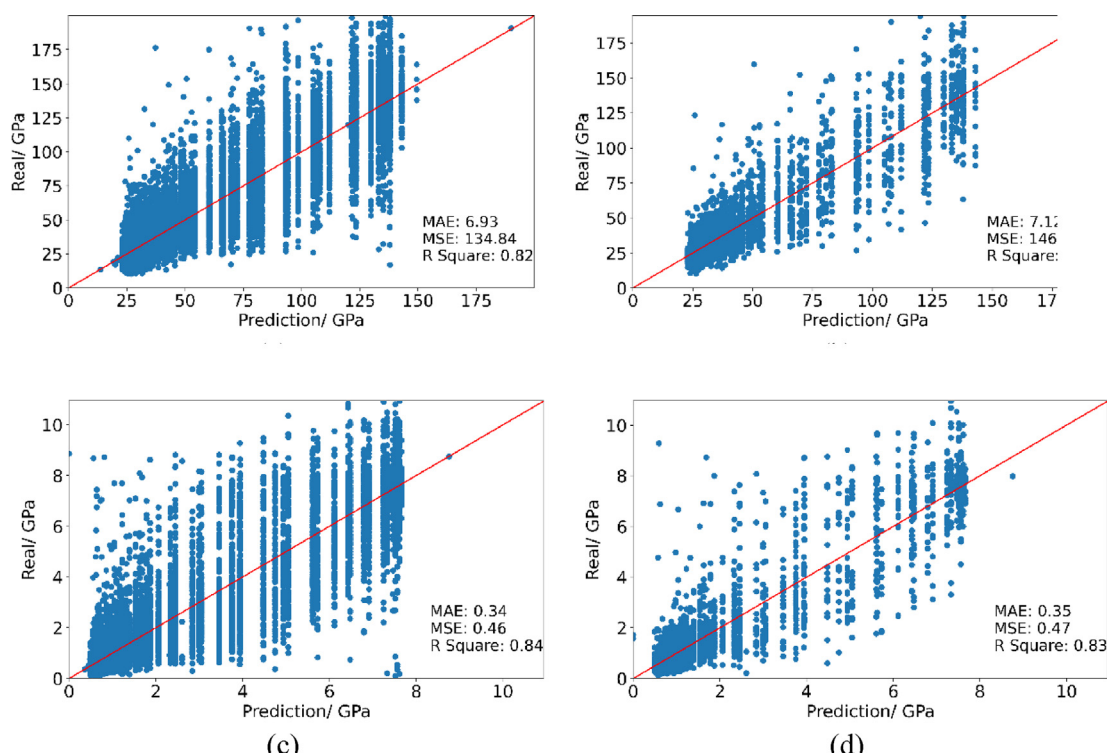 175
150
125
100
75
50
25
0
Real/ GPa
MAE: 6.93
MSE: 134.84
R Square: 0.82
0 25 50 75 100 125 150 175
Prediction/ GPa
175
150
125
100
75
50
25
0
Real/ GPa
MAE: 7.12
MSE: 146
R Square:
0 25 50 75 100 125 150
Prediction/ GPa
10
8
6
4
2
0
Real/ GPa
MAE: 0.34
MSE: 0.46
R Square: 0.84
0 2 4 6 8 10
Prediction/ GPa
(c)
10
8
6
4
2
0
Real/ GPa
MAE: 0.35
MSE: 0.47
R Square: 0.83
0 2 4 6 8 10
Prediction/ GPa
(d)